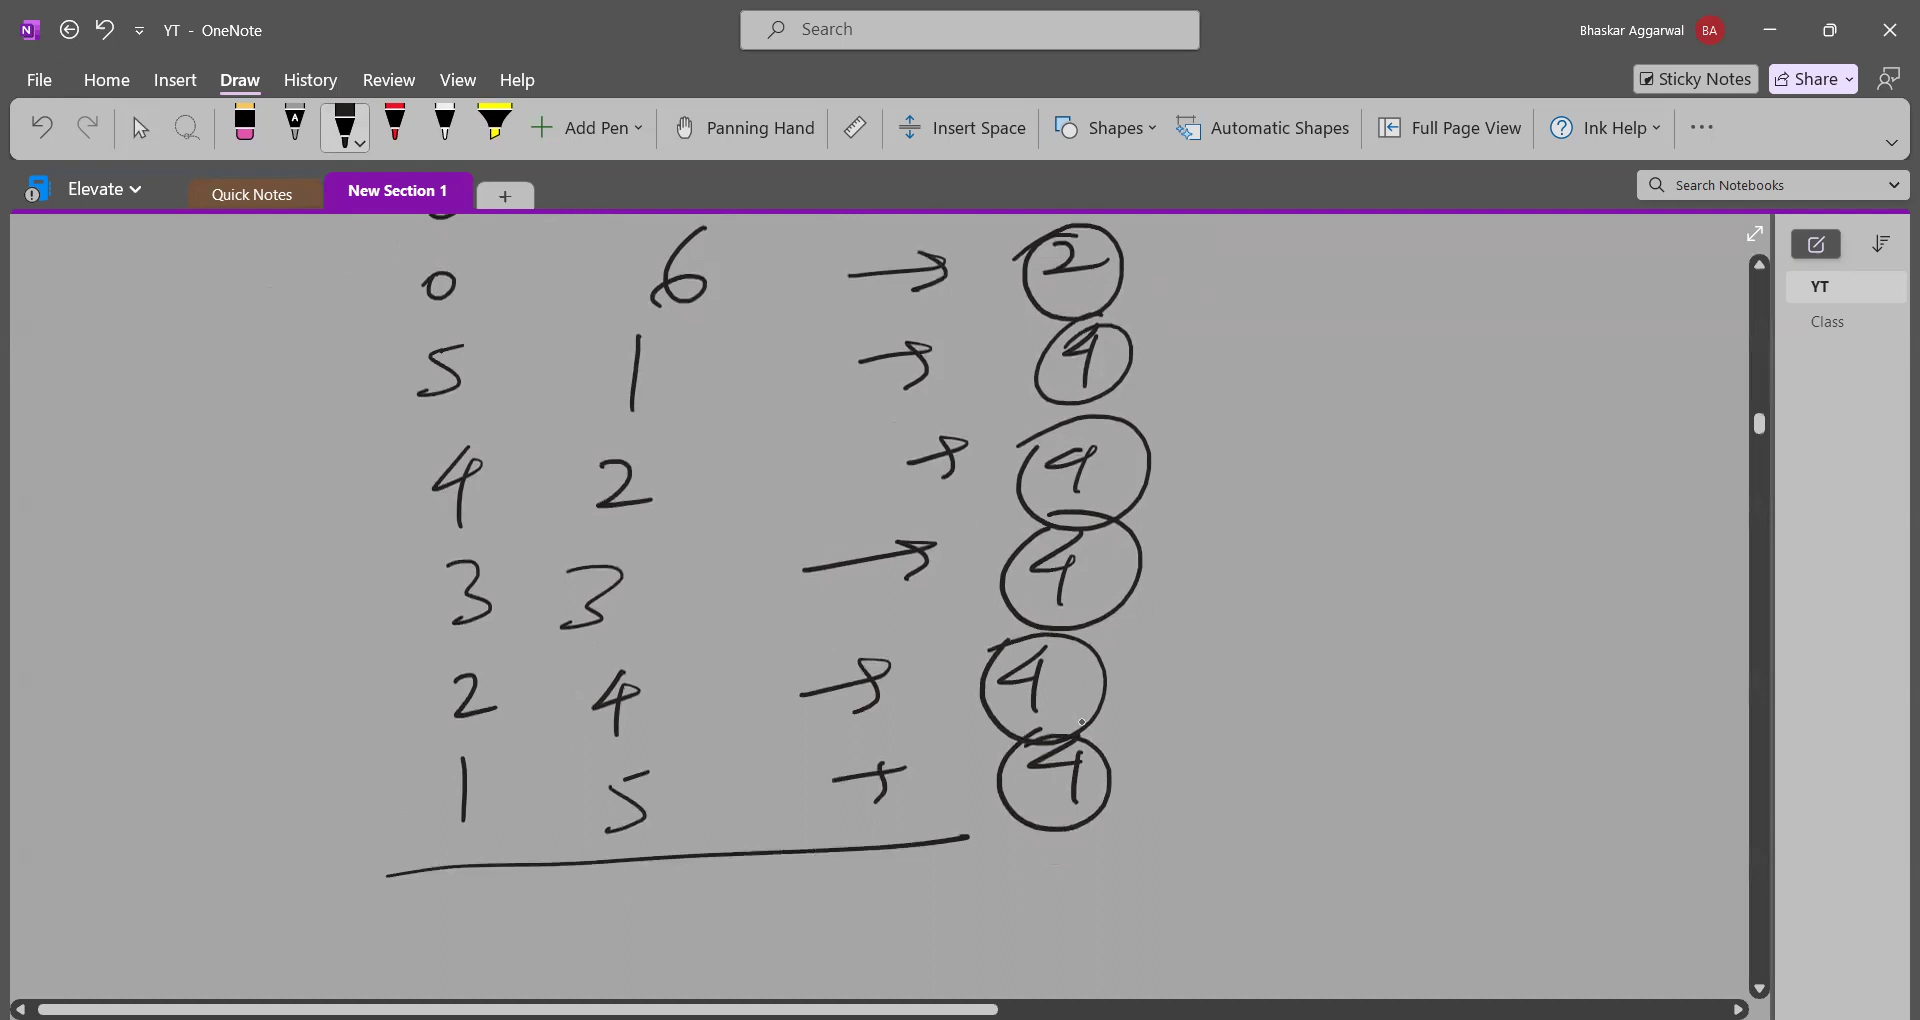 YT - OneNote
Search
Bhaskar Aggarwal BA
File Home Insert Draw History Review View Help
Sticky Notes Share
Add Pen Panning Hand Insert Space Shapes Automatic Shapes Full Page View Ink Help
Elevate Quick Notes New Section 1 +
Search Notebooks
YT
Class
0 6 → 2
5 1 → 4
4 2 → 4
3 3 → 4
2 4 → 4
1 5 → 4